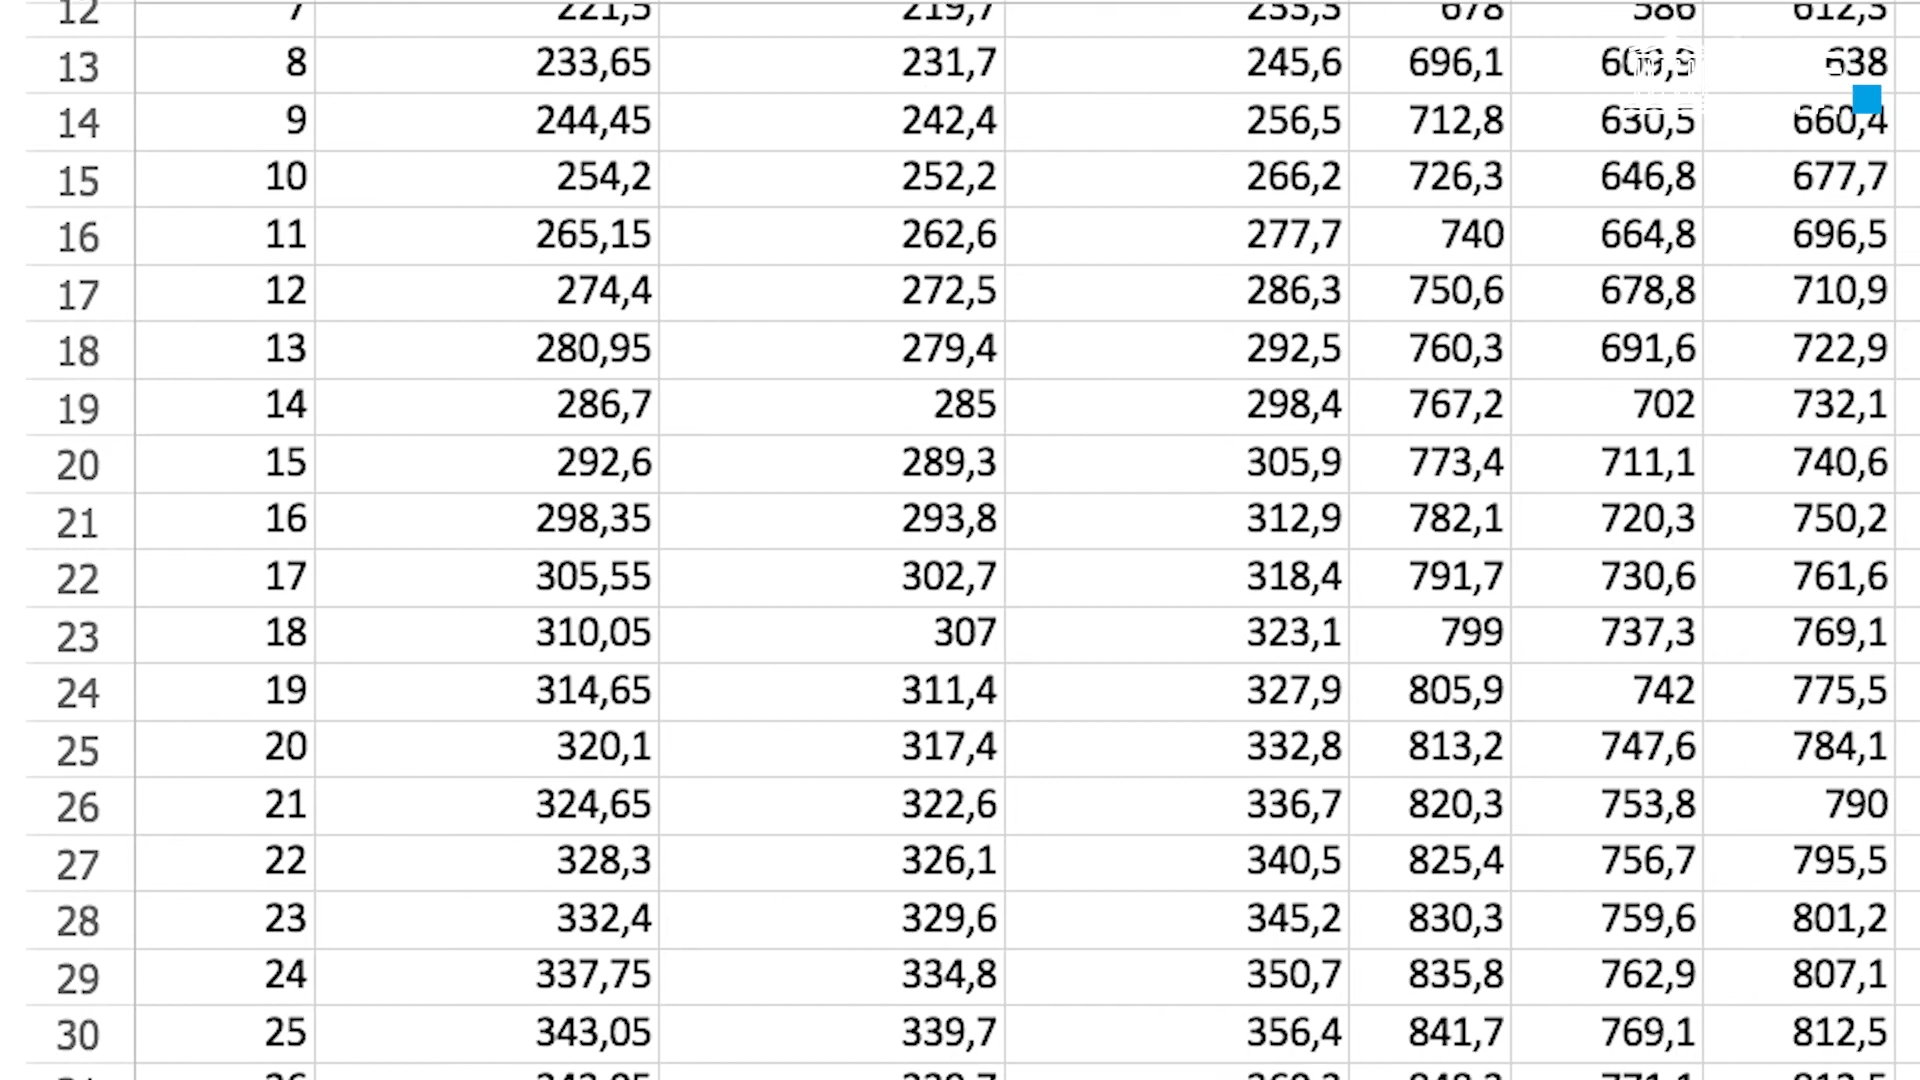 12 7 221,5 219,7 233,3 678 586 612,3
13 8 233,65 231,7 245,6 696,1 638
14 9 244,45 242,4 256,5 712,8 630,5 660,4
15 10 254,2 252,2 266,2 726,3 646,8 677,7
16 11 265,15 262,6 277,7 740 664,8 696,5
17 12 274,4 272,5 286,3 750,6 678,8 710,9
18 13 280,95 279,4 292,5 760,3 691,6 722,9
19 14 286,7 285 298,4 767,2 702 732,1
20 15 292,6 289,3 305,9 773,4 711,1 740,6
21 16 298,35 293,8 312,9 782,1 720,3 750,2
22 17 305,55 302,7 318,4 791,7 730,6 761,6
23 18 310,05 307 323,1 799 737,3 769,1
24 19 314,65 311,4 327,9 805,9 742 775,5
25 20 320,1 317,4 332,8 813,2 747,6 784,1
26 21 324,65 322,6 336,7 820,3 753,8 790
27 22 328,3 326,1 340,5 825,4 756,7 795,5
28 23 332,4 329,6 345,2 830,3 759,6 801,2
29 24 337,75 334,8 350,7 835,8 762,9 807,1
30 25 343,05 339,7 356,4 841,7 769,1 812,5